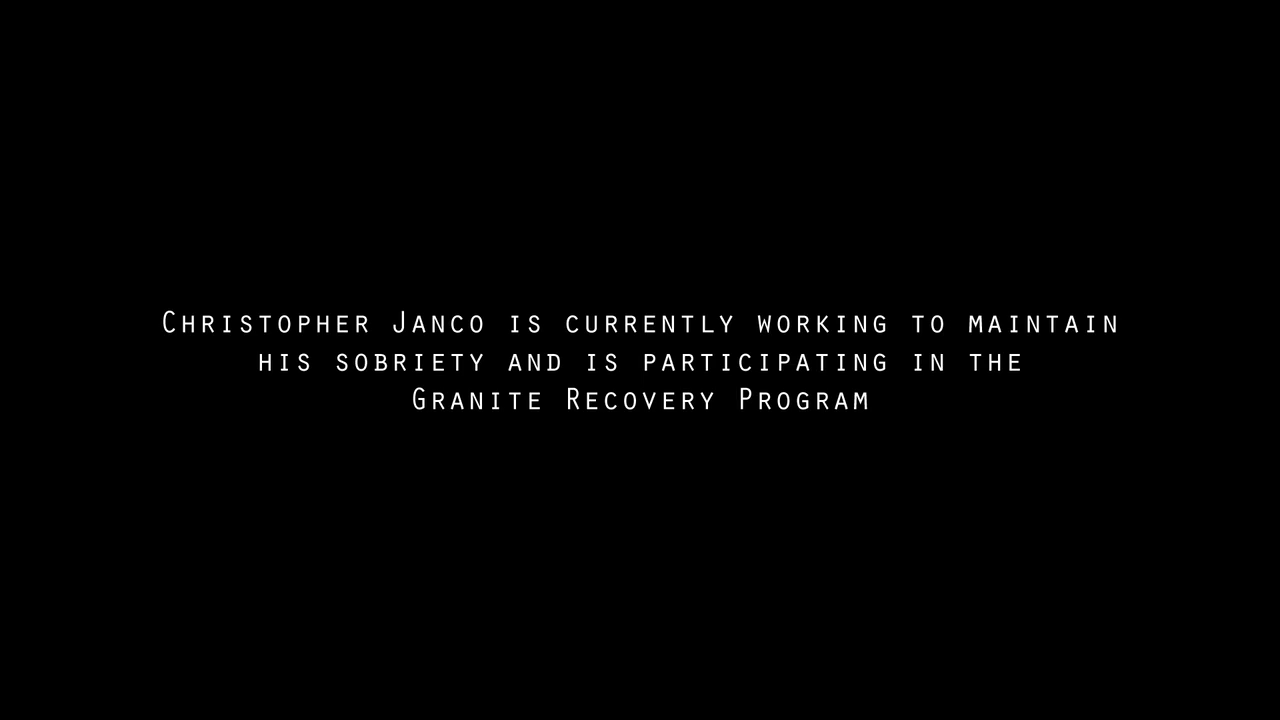 Christopher Janco is currently working to maintain
his sobriety and is participating in the
Granite Recovery Program